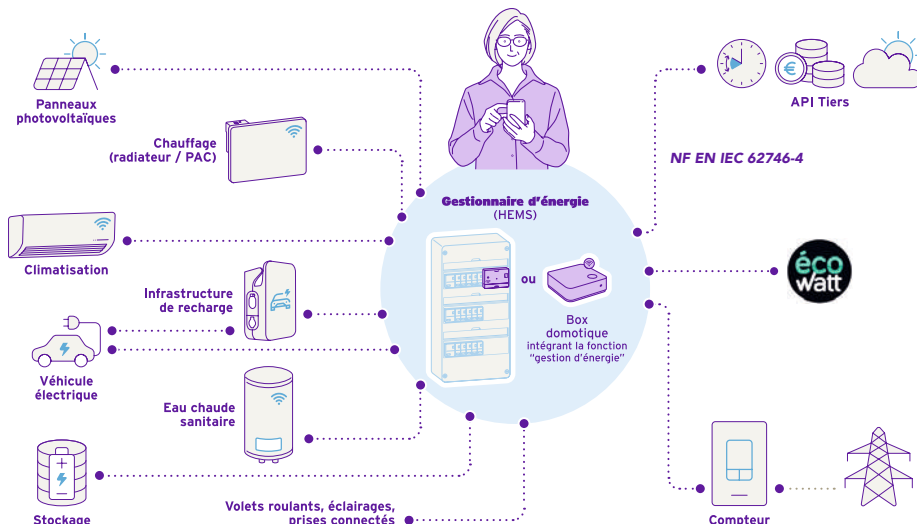 Panneaux
photovoltaïques
Chauffage
(radiateur / PAC)
Climatisation
Infrastructure
de recharge
Véhicule
électrique
Eau chaude
sanitaire
Stockage
Volets roulants, éclairages,
prises connectés
Gestionnaire d'énergie
(HEMS)
ou
Box
domotique
intégrant la fonction
"gestion d'énergie"
€
API Tiers
NF EN IEC 62746-4
éco
watt
Compteur